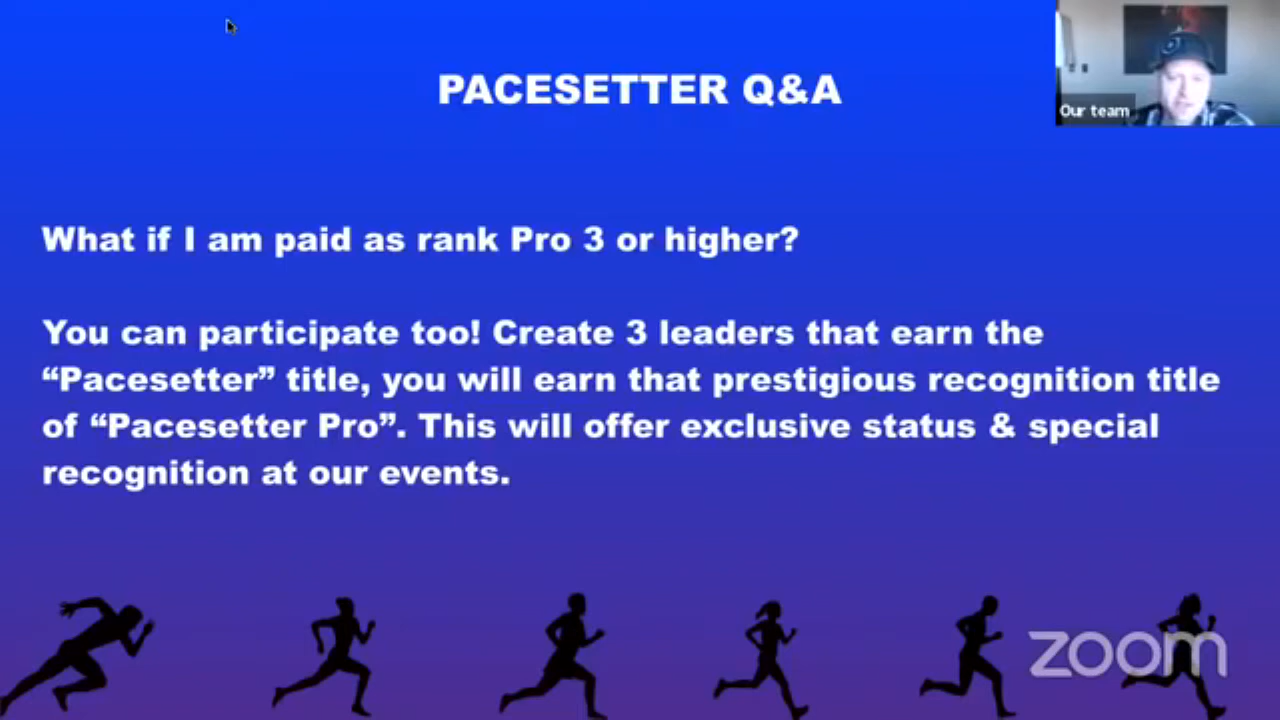 PACESETTER Q&A
Our team
What if I am paid as rank Pro 3 or higher?
You can participate too! Create 3 leaders that earn the
“Pacesetter” title, you will earn that prestigious recognition title
of “Pacesetter Pro”. This will offer exclusive status & special
recognition at our events.
zoom